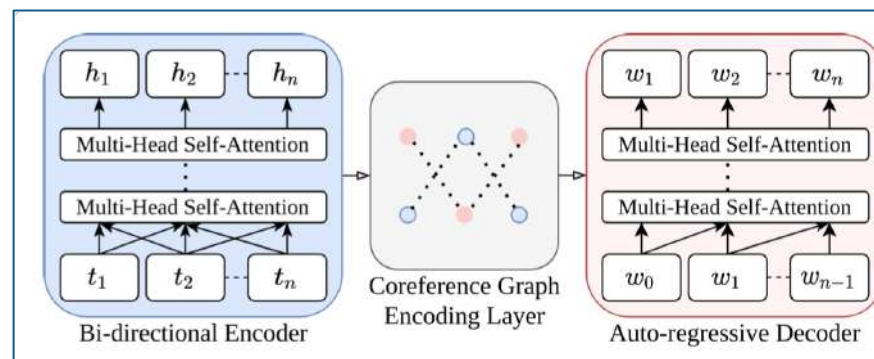 h₁ h₂ hₙ
Multi-Head Self-Attention
Multi-Head Self-Attention
t₁ t₂ tₙ
Bi-directional Encoder
Coreference Graph
Encoding Layer
w₁ w₂ wₙ
Multi-Head Self-Attention
Multi-Head Self-Attention
w₀ w₁ wₙ₋₁
Auto-regressive Decoder